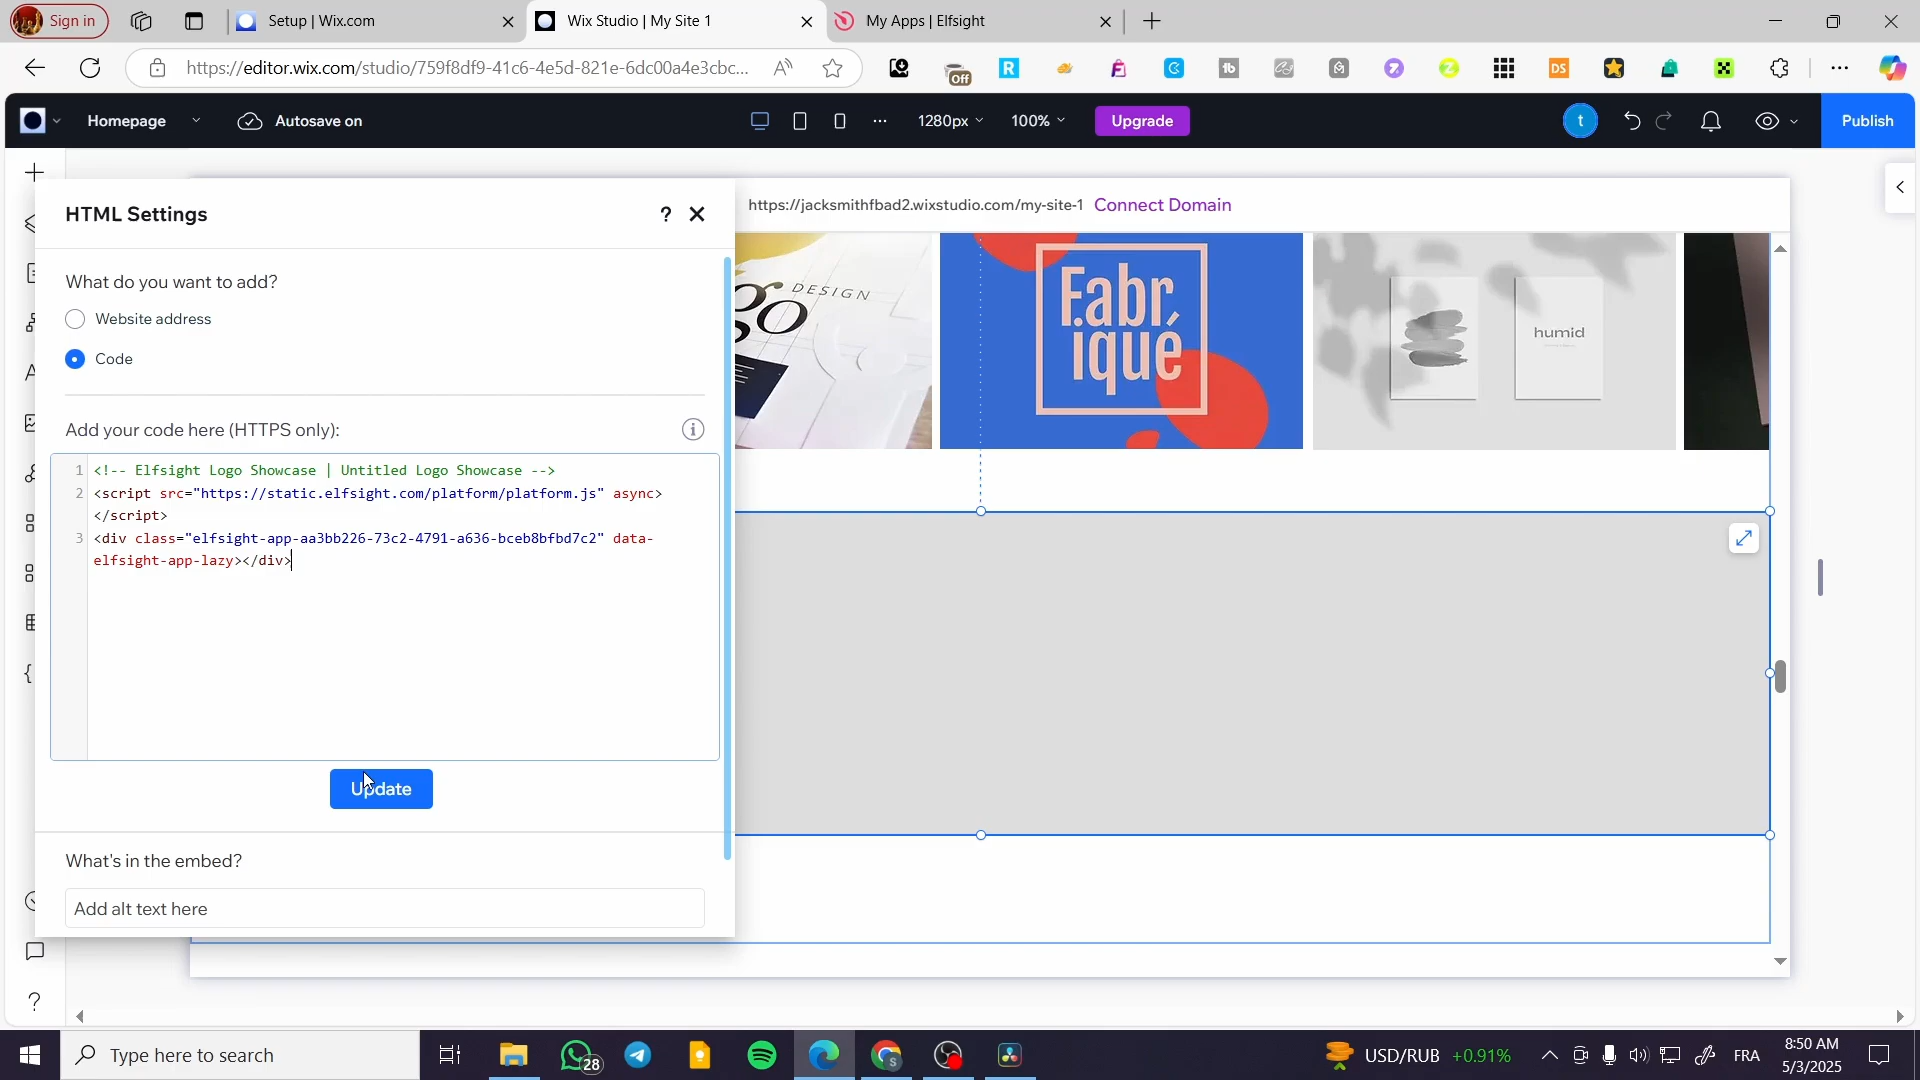 Sign in
Setup | Wix.com
Wix Studio | My Site 1
My Apps | Elfsight
https://editor.wix.com/studio/759f8df9-41c6-4e5d-821e-6dc00a4e3cbc...
Off
Homepage
Autosave on
1280px
100%
Upgrade
t
Publish
HTML Settings
?
https://jacksmithfbad2.wixstudio.com/my-site-1 Connect Domain
What do you want to add?
Website address
Code
DESIGN
go
Fabr
iqué
humid
Add your code here (HTTPS only):
1 <!-- Elfsight Logo Showcase | Untitled Logo Showcase -->
2 <script src="https://static.elfsight.com/platform/platform.js" async>
</script>
3 <div class="elfsight-app-aa3bb226-73c2-4791-a636-bceb8bfbd7c2" data-
elfsight-app-lazy></div>
Update
What's in the embed?
Add alt text here
?
Type here to search
28
USD/RUB +0.91%
FRA
8:50 AM
5/3/2025